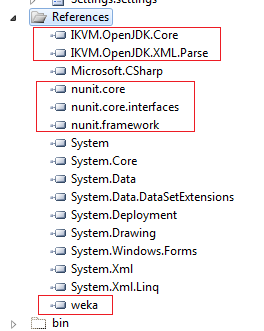 Settings.settings
References
IKVM.OpenJDK.Core
IKVM.OpenJDK.XML.Parse
Microsoft.CSharp
nunit.core
nunit.core.interfaces
nunit.framework
System
System.Core
System.Data
System.Data.DataSetExtensions
System.Deployment
System.Drawing
System.Windows.Forms
System.Xml
System.Xml.Linq
weka
bin